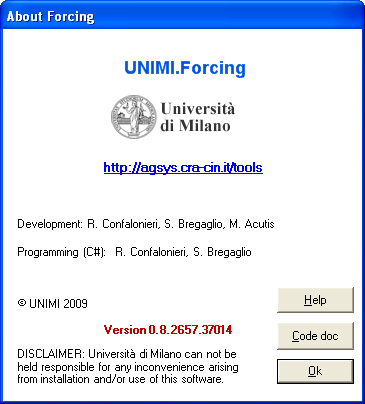 About Forcing
UNIMI.Forcing
Università
di Milano
http://agsys.cra-cin.it/tools
Development: R. Confalonieri, S. Bregaglio, M. Acutis
Programming (C#): R. Confalonieri, S. Bregaglio
© UNIMI 2009
Help
Version 0.8.2657.37014
Code doc
DISCLAIMER: Università di Milano can not be
held responsible for any inconvenience arising
from installation and/or use of this software.
Ok